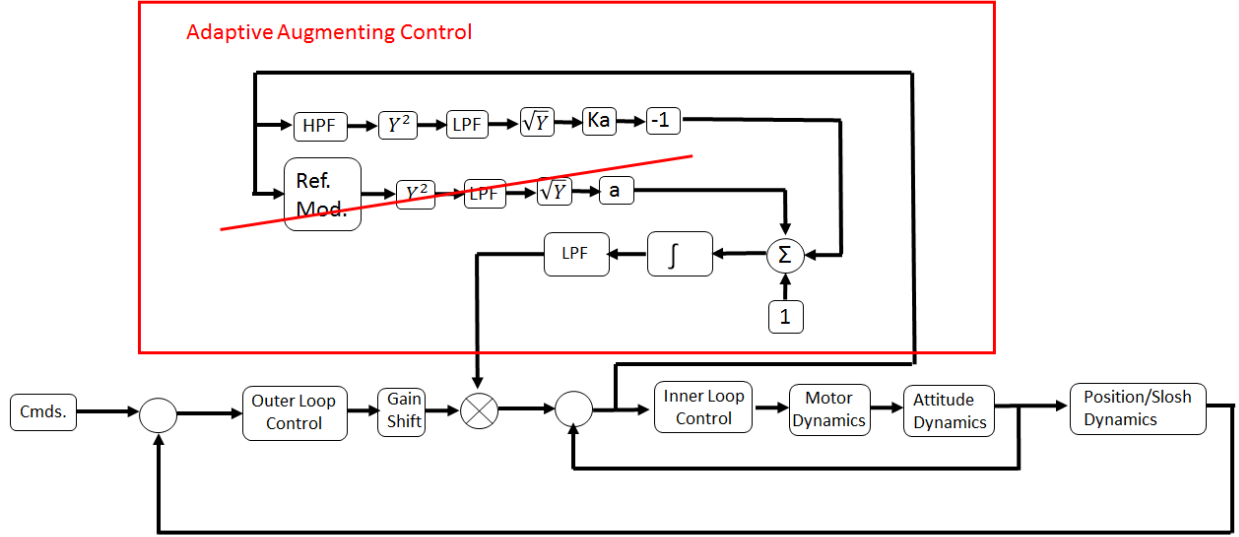 Adaptive Augmenting Control
HPF
Y²
LPF
√Y
Ka
-1
Ref.
Mod.
Y²
LPF
√Y
a
LPF
∫
Σ
1
Cmds.
Outer Loop
Control
Gain
Shift
Inner Loop
Control
Motor
Dynamics
Attitude
Dynamics
Position/Slosh
Dynamics